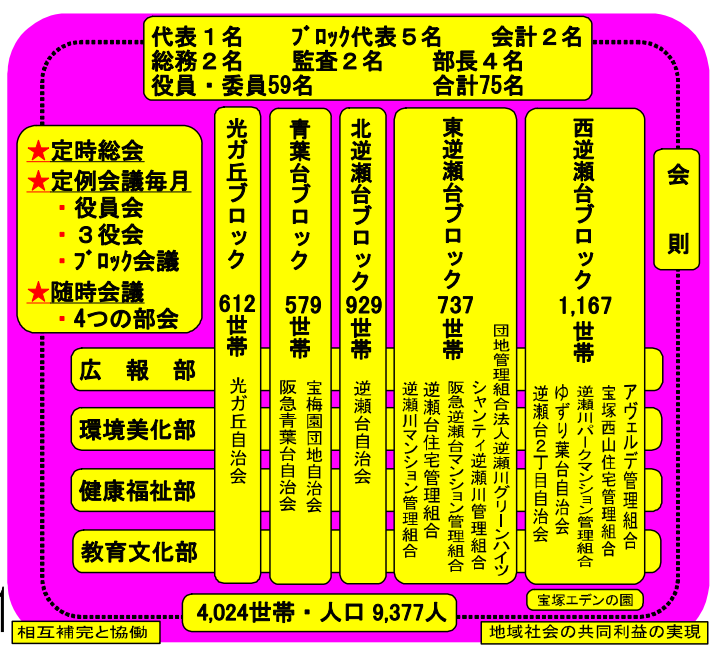 代表1名 ブロック代表5名 会計2名
総務2名 監査2名 部長4名
役員・委員59名 合計75名
★定時総会
★定例会議毎月
・役員会
・3役会
・ブロック会議
★随時会議
・4つの部会
光ガ丘ブロック
612世帯
光ガ丘自治会
青葉台ブロック
579世帯
宝梅園団地自治会
阪急青葉台自治会
北逆瀬台ブロック
929世帯
逆瀬台自治会
東逆瀬台ブロック
737世帯
団地管理組合法人逆瀬川グリーンハイツ
シャンティ逆瀬川管理組合
阪急逆瀬台マンション管理組合
逆瀬台住宅管理組合
逆瀬川マンション管理組合
西逆瀬台ブロック
1,167世帯
アヴェルデ管理組合
宝塚西山住宅管理組合
逆瀬川パークマンション管理組合
ゆずり葉台自治会
逆瀬台2丁目自治会
宝塚エデンの園
会則
広報部
環境美化部
健康福祉部
教育文化部
4,024世帯・人口 9,377人
相互補完と協働
地域社会の共同利益の実現